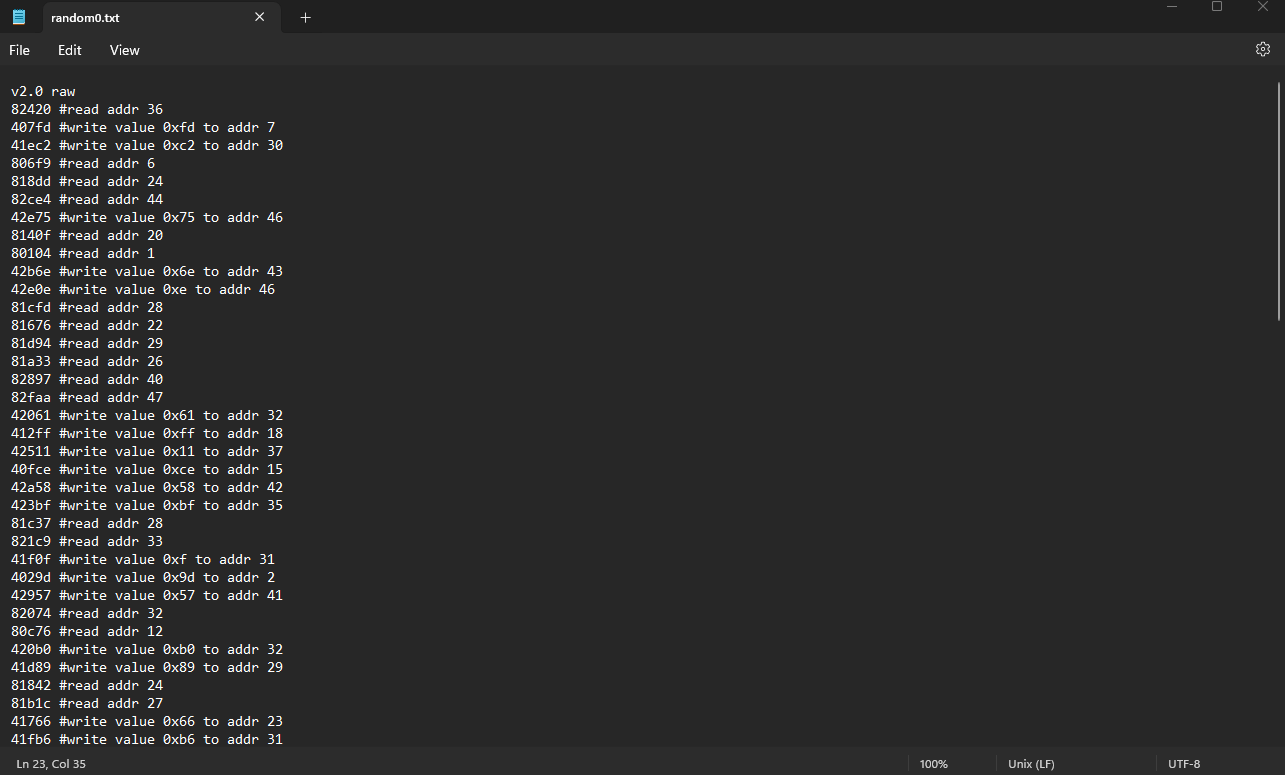 random0.txt
File Edit View
v2.0 raw
82420 #read addr 36
407fd #write value 0xfd to addr 7
41ec2 #write value 0xc2 to addr 30
806f9 #read addr 6
818dd #read addr 24
82ce4 #read addr 44
42e75 #write value 0x75 to addr 46
8140f #read addr 20
80104 #read addr 1
42b6e #write value 0x6e to addr 43
42e0e #write value 0xe to addr 46
81cfd #read addr 28
81676 #read addr 22
81d94 #read addr 29
81a33 #read addr 26
82897 #read addr 40
82faa #read addr 47
42061 #write value 0x61 to addr 32
412ff #write value 0xff to addr 18
42511 #write value 0x11 to addr 37
40fce #write value 0xce to addr 15
42a58 #write value 0x58 to addr 42
423bf #write value 0xbf to addr 35
81c37 #read addr 28
821c9 #read addr 33
41f0f #write value 0xf to addr 31
4029d #write value 0x9d to addr 2
42957 #write value 0x57 to addr 41
82074 #read addr 32
80c76 #read addr 12
420b0 #write value 0xb0 to addr 32
41d89 #write value 0x89 to addr 29
81842 #read addr 24
81b1c #read addr 27
41766 #write value 0x66 to addr 23
41fb6 #write value 0xb6 to addr 31
Ln 23, Col 35 100% Unix (LF) UTF-8